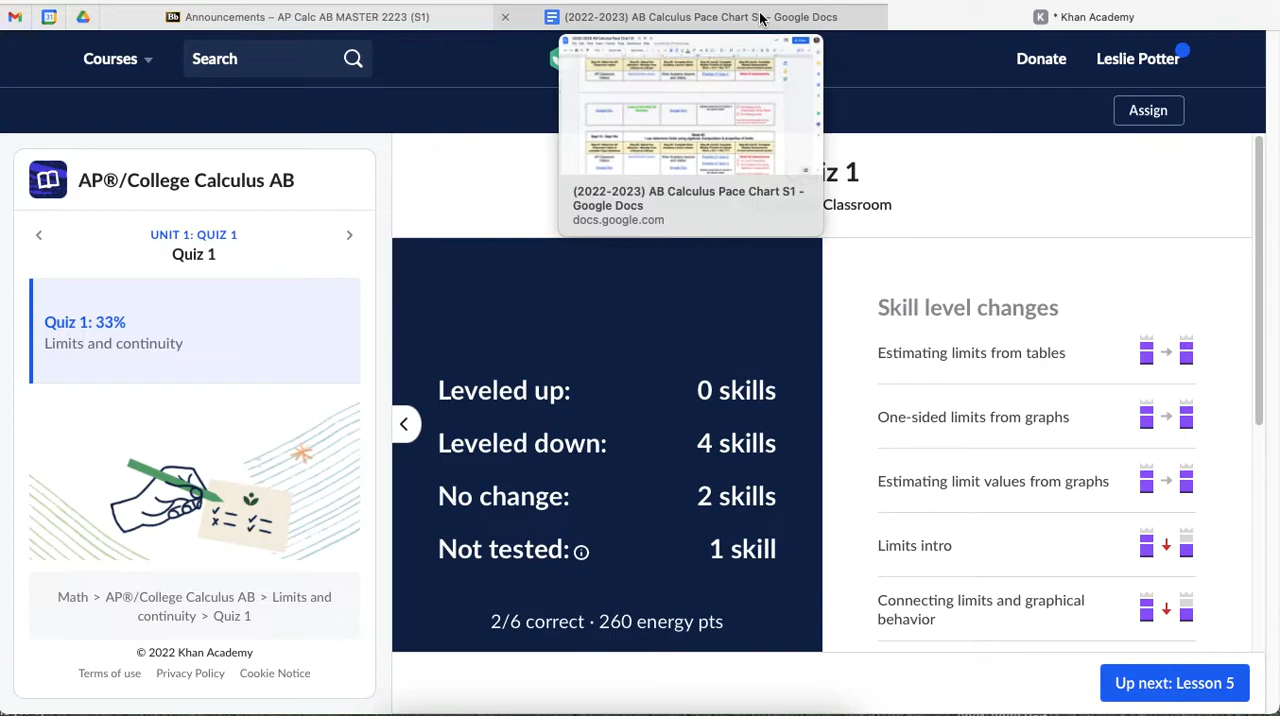 Announcements – AP Calc AB MASTER 2223 (S1)
(2022-2023) AB Calculus Pace Chart S1 - Google Docs
Search
(2022-2023) AB Calculus Pace Chart S1 -
Google Docs
docs.google.com
Assign
AP®/College Calculus AB
UNIT 1: QUIZ 1
Quiz 1
Quiz 1: 33%
Limits and continuity
Classroom
Leveled up: 0 skills
Leveled down: 4 skills
No change: 2 skills
Not tested: 1 skill
2/6 correct · 260 energy pts
Skill level changes
Estimating limits from tables
One-sided limits from graphs
Estimating limit values from graphs
Limits intro
Connecting limits and graphical
behavior
Math > AP®/College Calculus AB > Limits and
continuity > Quiz 1
© 2022 Khan Academy
Terms of use Privacy Policy Cookie Notice
Up next: Lesson 5